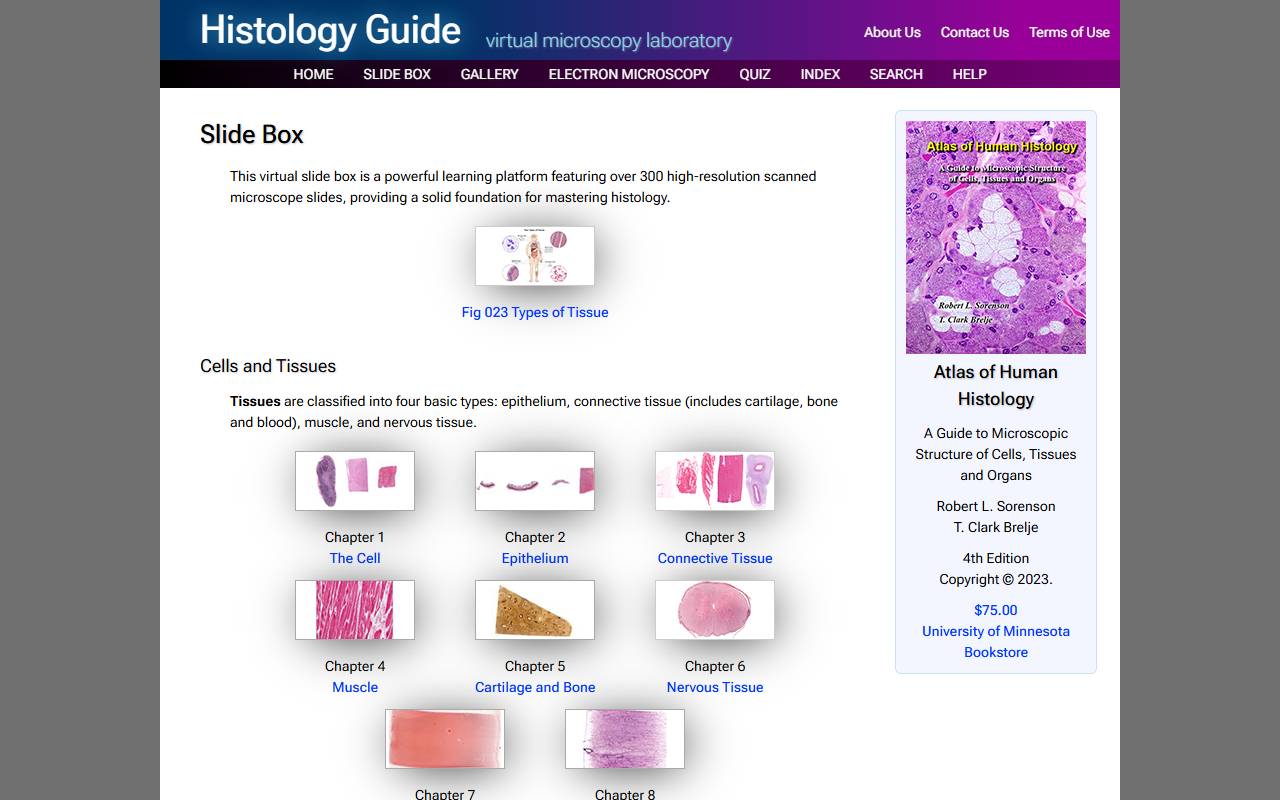 Histology Guide
virtual microscopy laboratory
About Us
Contact Us
Terms of Use
HOME
SLIDE BOX
GALLERY
ELECTRON MICROSCOPY
QUIZ
INDEX
SEARCH
HELP
Slide Box
This virtual slide box is a powerful learning platform featuring over 300 high-resolution scanned
microscope slides, providing a solid foundation for mastering histology.
Fig 023 Types of Tissue
Cells and Tissues
Tissues are classified into four basic types: epithelium, connective tissue (includes cartilage, bone
and blood), muscle, and nervous tissue.
Chapter 1
The Cell
Chapter 2
Epithelium
Chapter 3
Connective Tissue
Chapter 4
Muscle
Chapter 5
Cartilage and Bone
Chapter 6
Nervous Tissue
Chapter 7
Chapter 8
Atlas of Human Histology
A Guide to Microscopic Structure
of Cells, Tissues and Organs
Robert L. Sorenson
T. Clark Brelje
Atlas of Human
Histology
A Guide to Microscopic
Structure of Cells, Tissues
and Organs
Robert L. Sorenson
T. Clark Brelje
4th Edition
Copyright © 2023.
$75.00
University of Minnesota
Bookstore